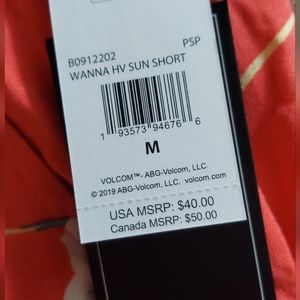 B0912202 PSP
WANNA HV SUN SHORT
1 93573 94676 6
M
VOLCOM™- ABG-Volcom, LLC.
© 2019 ABG-Volcom, LLC. volcom.com
USA MSRP: $40.00
Canada MSRP: $50.00